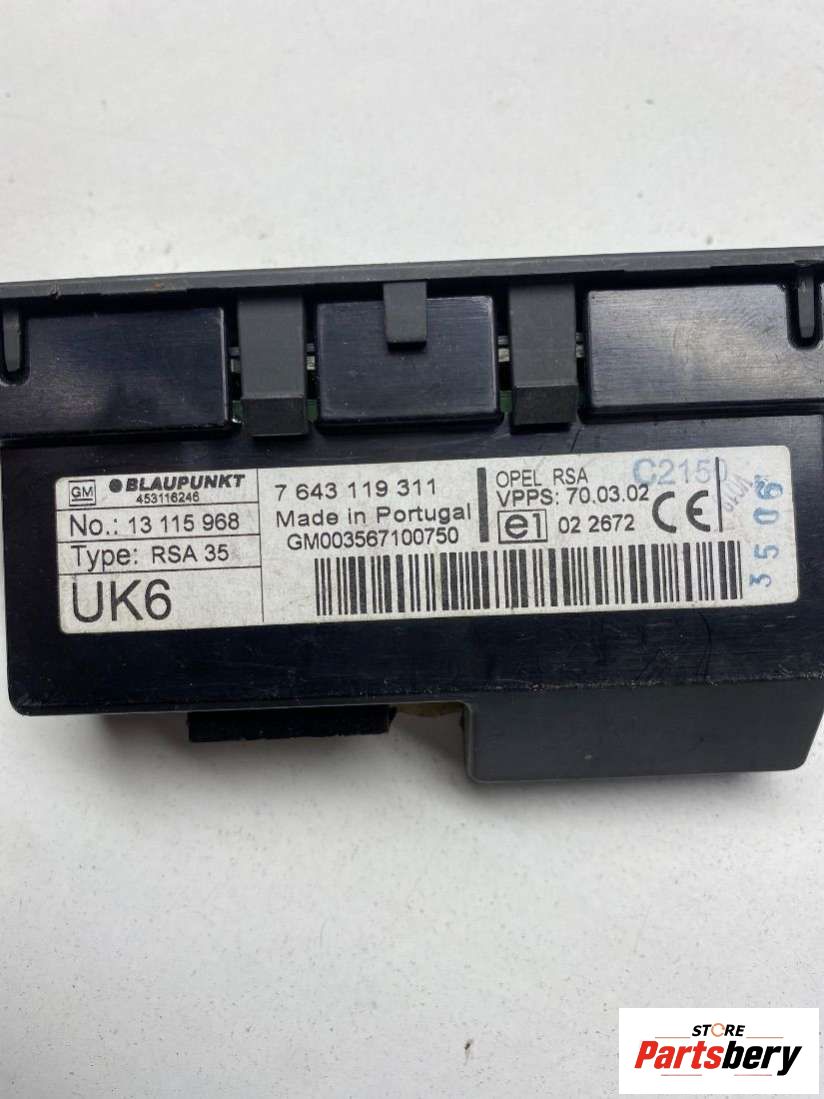 GM BLAUPUNKT
453116246
No.: 13 115 968
Type: RSA 35
UK6
7 643 119 311
Made in Portugal
GM003567100750
OPEL RSA
VPPS: 70.03.02
e1 02 2672
CE
C2150
3506
STORE
Partsbery